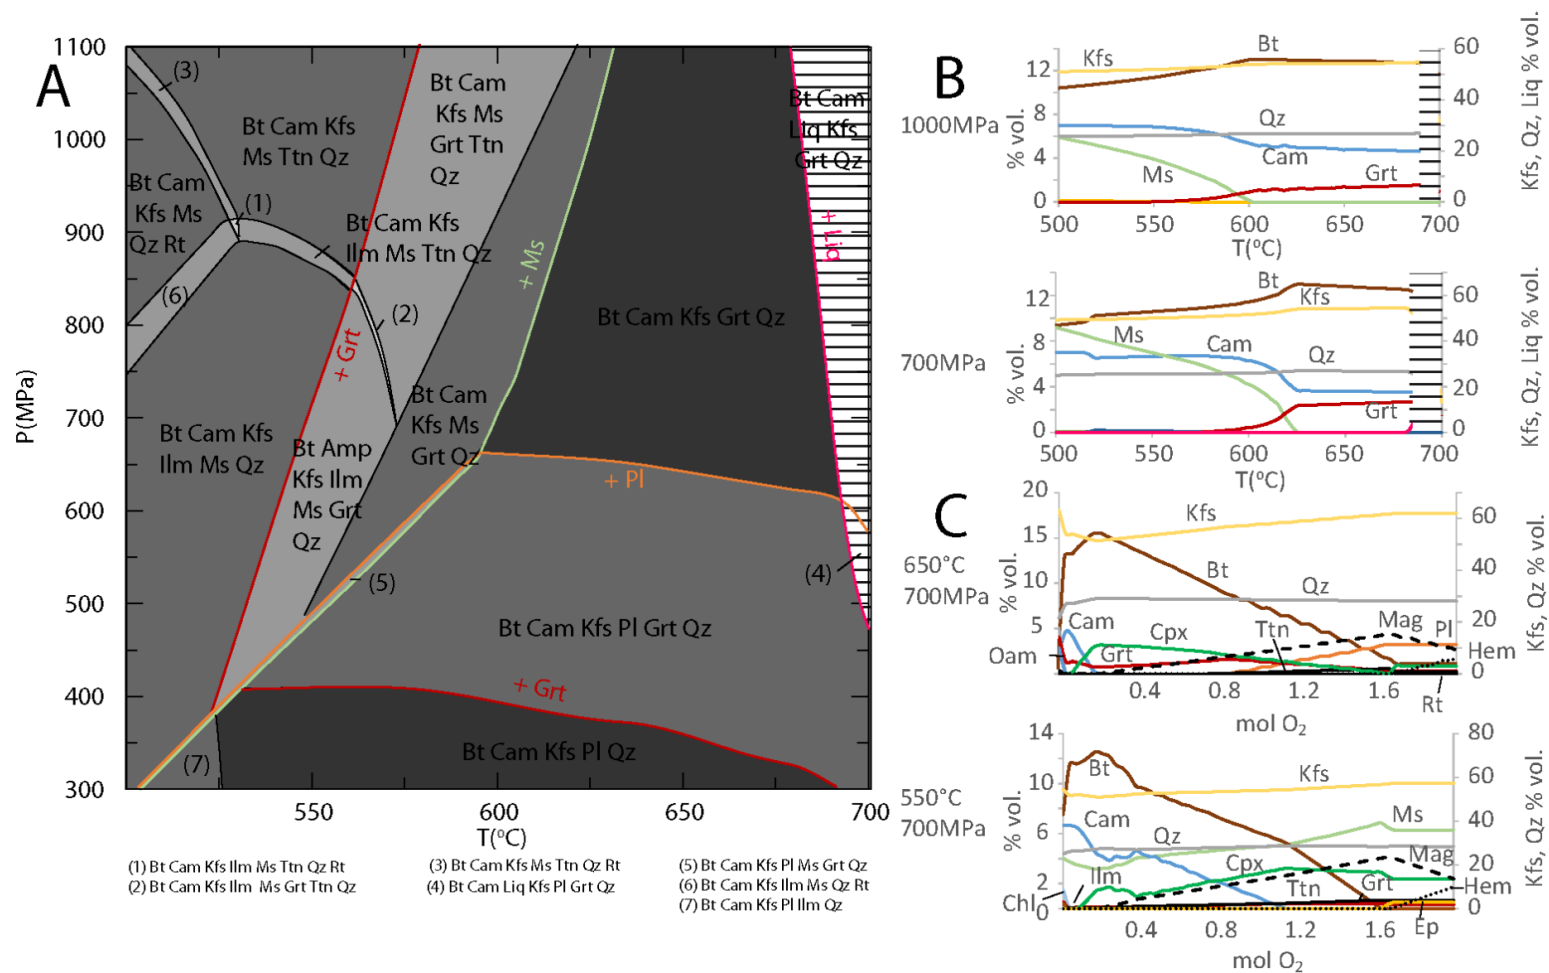 A
1100
1000
900
800
700
600
500
400
300
P(MPa)
550
600
650
700
T(°C)
(3)
Bt Cam Kfs
Ms Ttn Qz
Bt Cam
Kfs Ms
Grt Ttn
Qz
Bt Cam
Kfs Ms
Qz Rt
(1)
Bt Cam Kfs
Ilm Ms Ttn Qz
(6)
(2)
+ Grt
+ Ms
Bt Cam Kfs Grt Qz
Bt Cam
Liq Kfs
Grt Qz
+ Liq
Bt Cam Kfs
Ilm Ms Qz
Bt Amp
Kfs Ilm
Ms Grt
Qz
Bt Cam
Kfs Ms
Grt Qz
+ Pl
(5)
(4)
Bt Cam Kfs Pl Grt Qz
+ Grt
Bt Cam Kfs Pl Qz
(7)
(1) Bt Cam Kfs Ilm Ms Ttn Qz Rt
(2) Bt Cam Kfs Ilm Ms Grt Ttn Qz
(3) Bt Cam Kfs Ms Ttn Qz Rt
(4) Bt Cam Liq Kfs Pl Grt Qz
(5) Bt Cam Kfs Pl Ms Grt Qz
(6) Bt Cam Kfs Ilm Ms Qz Rt
(7) Bt Cam Kfs Pl Ilm Qz
B
1000MPa
% vol.
12
8
4
0
Kfs
Bt
Qz
Cam
Ms
Grt
60
40
20
0
Kfs, Qz, Liq % vol.
500
550
600
650
700
T(°C)
700MPa
% vol.
12
8
4
0
Bt
Kfs
Ms
Cam
Qz
Grt
60
40
20
0
Kfs, Qz, Liq % vol.
500
550
600
650
700
T(°C)
C
650°C
700MPa
% vol.
20
15
10
5
Kfs
Bt
Qz
Cam
Cpx
Ttn
Mag
Pl
Oam
Grt
Hem
Rt
60
40
20
0
Kfs, Qz % vol.
0.4
0.8
1.2
1.6
mol O₂
550°C
700MPa
% vol.
14
10
6
2
0
Bt
Kfs
Cam
Qz
Ms
Ilm
Cpx
Mag
Ttn
Grt
Hem
Chl
Ep
80
60
40
20
0
Kfs, Qz % vol.
0.4
0.8
1.2
1.6
mol O₂